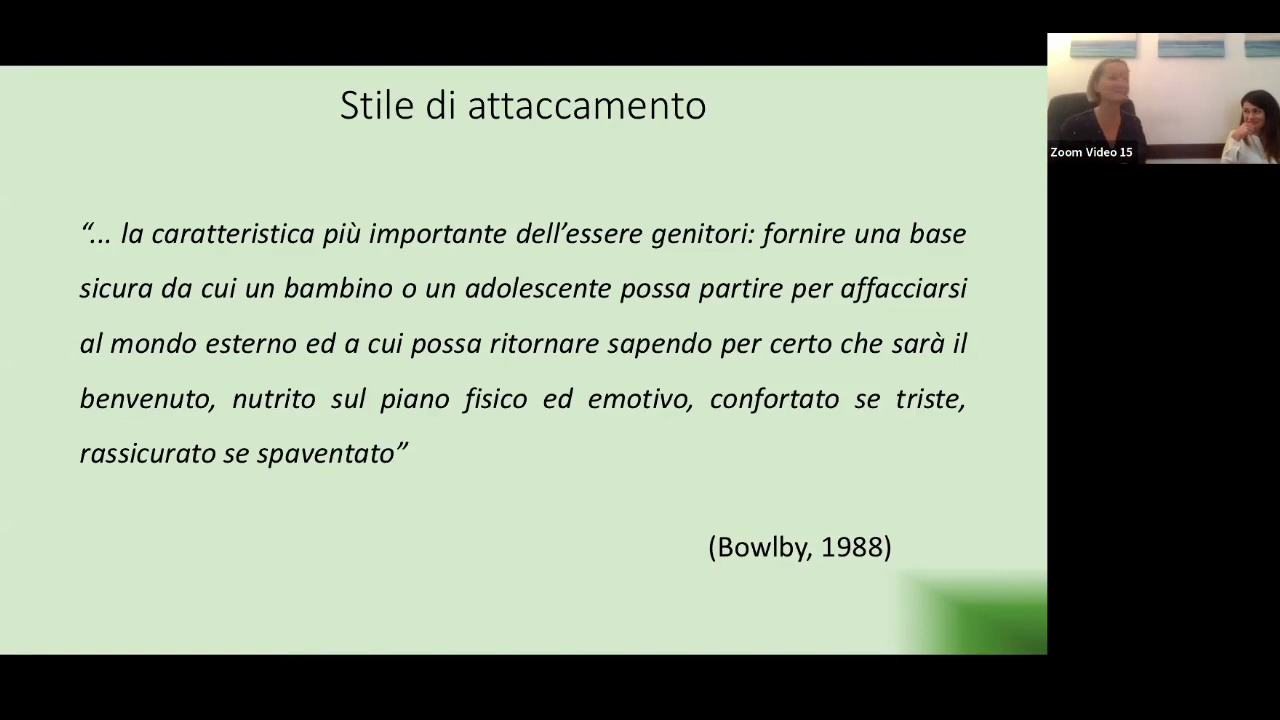 Stile di attaccamento
“... la caratteristica più importante dell’essere genitori: fornire una base
sicura da cui un bambino o un adolescente possa partire per affacciarsi
al mondo esterno ed a cui possa ritornare sapendo per certo che sarà il
benvenuto, nutrito sul piano fisico ed emotivo, confortato se triste,
rassicurato se spaventato”
(Bowlby, 1988)
Zoom Video 15